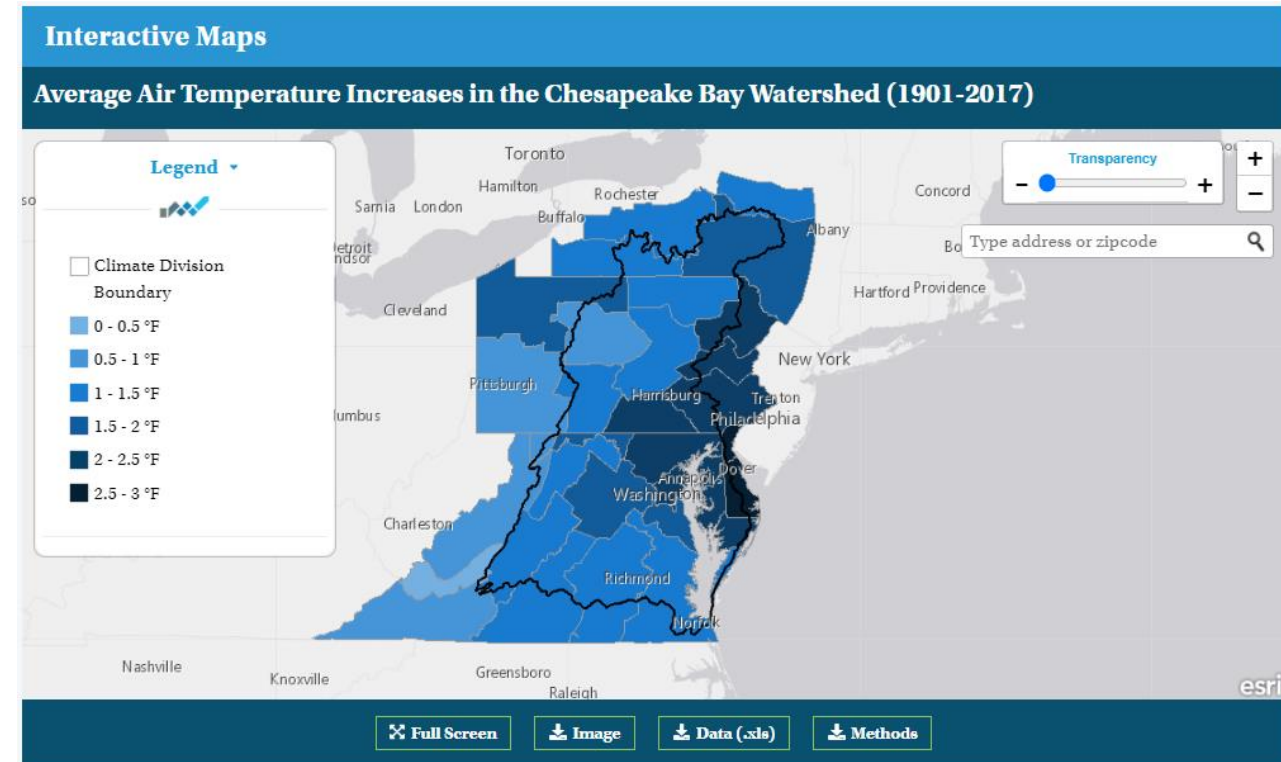 Interactive Maps
Average Air Temperature Increases in the Chesapeake Bay Watershed (1901-2017)
Legend
Climate Division
Boundary
0 - 0.5 °F
0.5 - 1 °F
1 - 1.5 °F
1.5 - 2 °F
2 - 2.5 °F
2.5 - 3 °F
Transparency
- +
+
-
Type address or zipcode
Toronto
Hamilton
Rochester
Concord
Sarnia London
Buffalo
Albany
Hartford Providence
Cleveland
New York
Pittsburgh
Harrisburg
Trenton
Philadelphia
Annapolis
Dover
Washington
Charleston
Richmond
Norfolk
Nashville
Knoxville
Greensboro
Raleigh
esri
Full Screen
Image
Data (.xls)
Methods